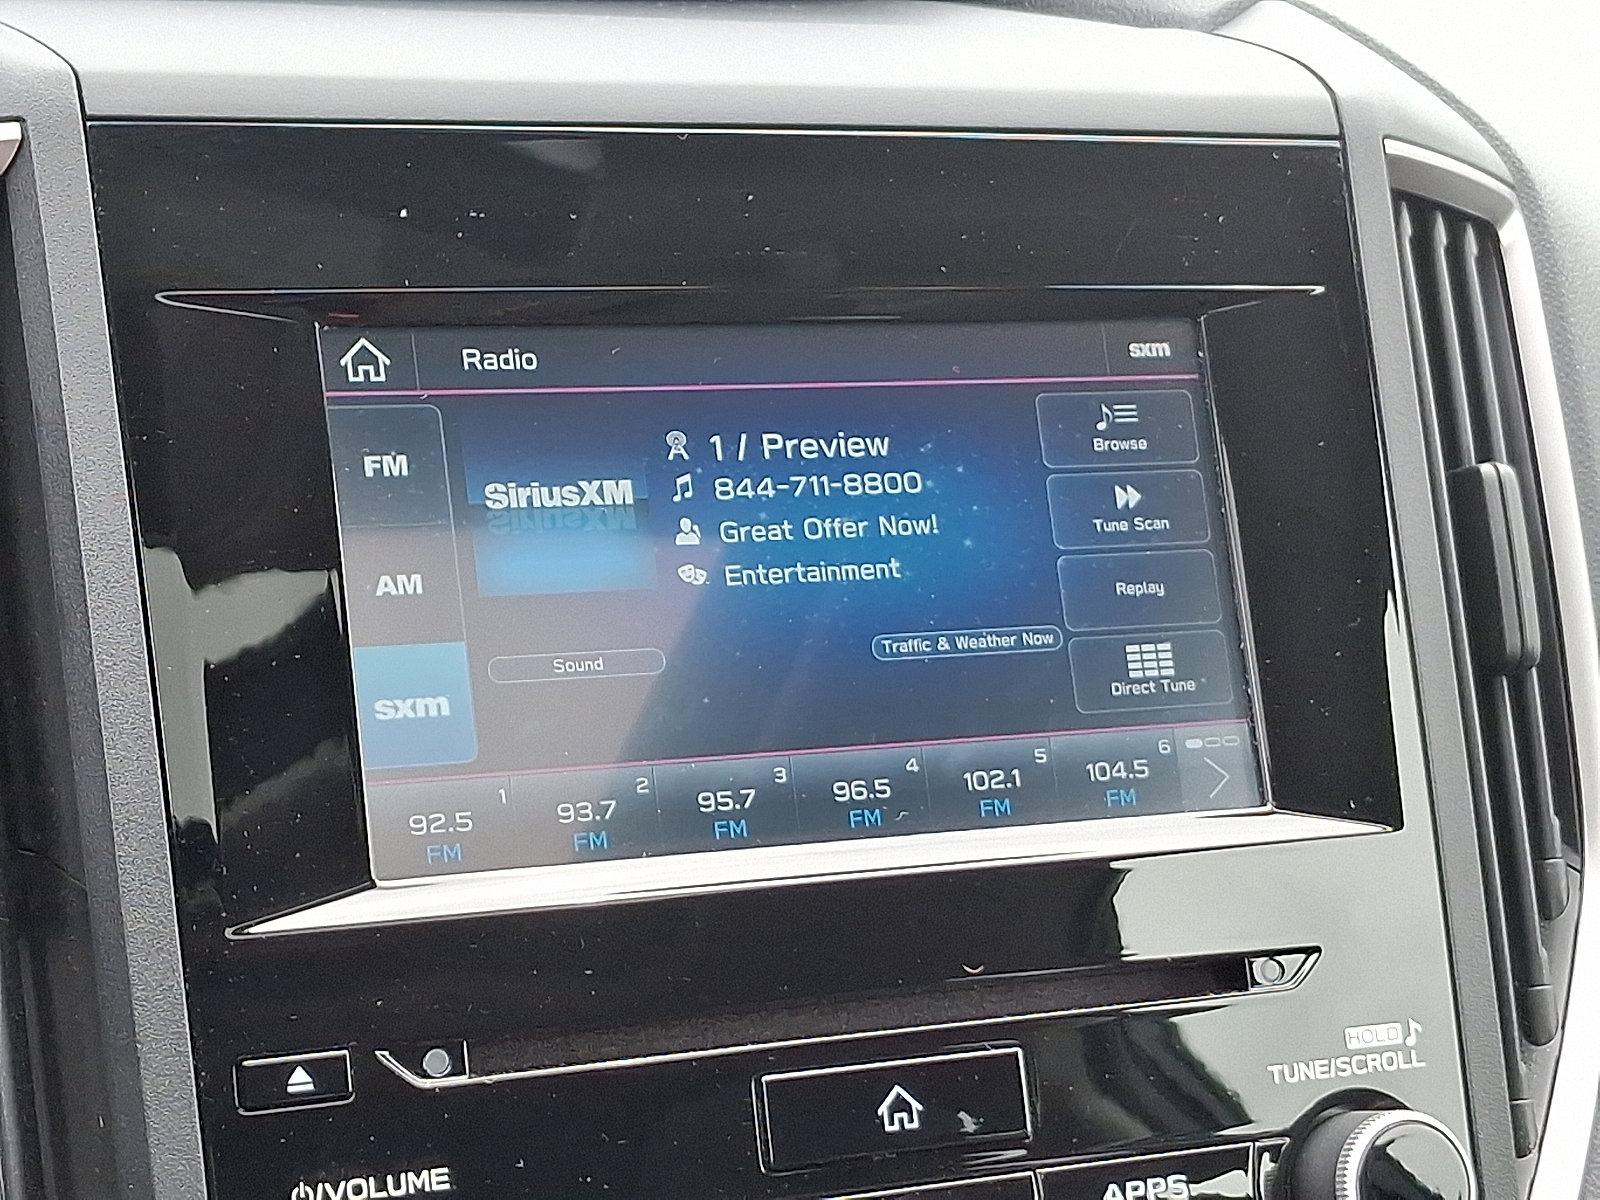 Radio
sxm
FM
AM
sxm
SiriusXM
1 / Preview
844-711-8800
Great Offer Now!
Entertainment
Sound
Traffic & Weather Now
Browse
Tune Scan
Replay
Direct Tune
92.5 1
FM
93.7 2
FM
95.7 3
FM
96.5 4
FM
102.1 5
FM
104.5 6
FM
HOLD
TUNE/SCROLL
/VOLUME
APPS